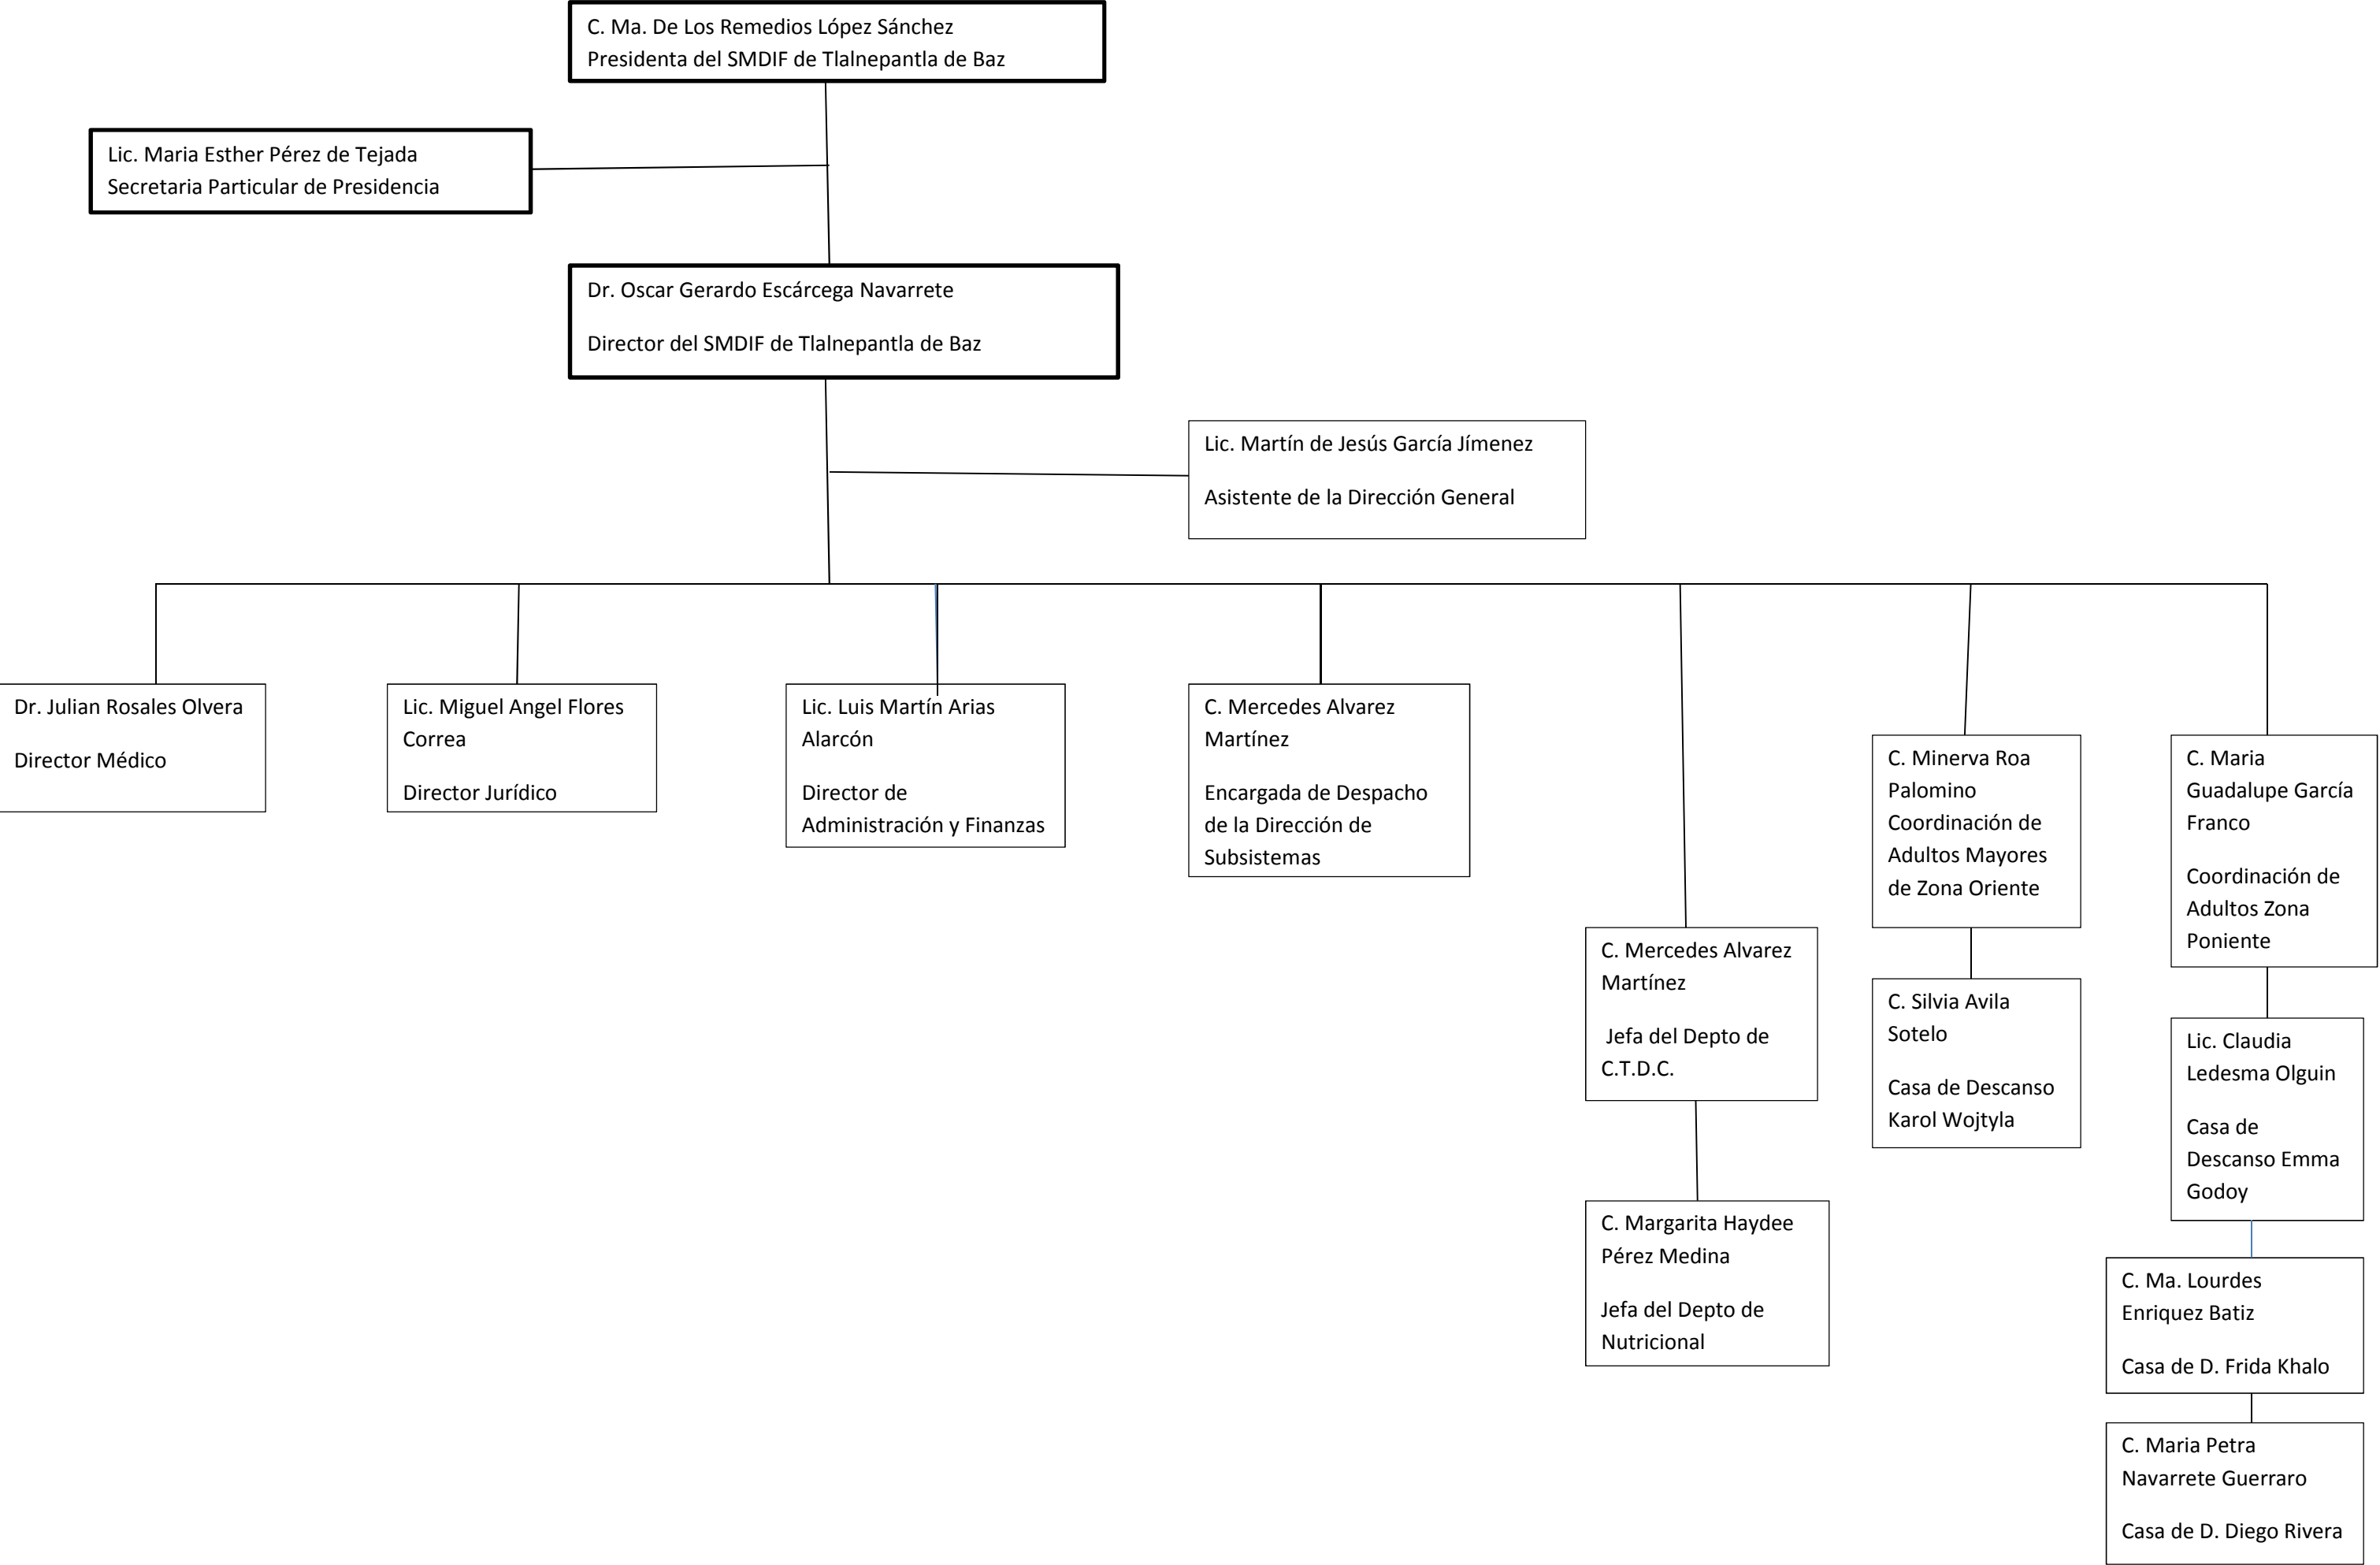 C. Ma. De Los Remedios López Sánchez
Presidenta del SMDIF de Tlalnepantla de Baz
Lic. Maria Esther Pérez de Tejada
Secretaria Particular de Presidencia
Dr. Oscar Gerardo Escárcega Navarrete
Director del SMDIF de Tlalnepantla de Baz
Lic. Martín de Jesús García Jímenez
Asistente de la Dirección General
Dr. Julian Rosales Olvera
Director Médico
Lic. Miguel Angel Flores
Correa
Director Jurídico
Lic. Luis Martín Arias
Alarcón
Director de
Administración y Finanzas
C. Mercedes Alvarez
Martínez
Encargada de Despacho
de la Dirección de
Subsistemas
C. Mercedes Alvarez
Martínez
Jefa del Depto de
C.T.D.C.
C. Margarita Haydee
Pérez Medina
Jefa del Depto de
Nutricional
C. Minerva Roa
Palomino
Coordinación de
Adultos Mayores
de Zona Oriente
C. Silvia Avila
Sotelo
Casa de Descanso
Karol Wojtyla
C. Maria
Guadalupe García
Franco
Coordinación de
Adultos Zona
Poniente
Lic. Claudia
Ledesma Olguin
Casa de
Descanso Emma
Godoy
C. Ma. Lourdes
Enriquez Batiz
Casa de D. Frida Khalo
C. Maria Petra
Navarrete Guerraro
Casa de D. Diego Rivera